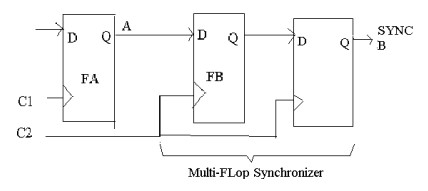 D Q A D Q D Q SYNC B
FA FB
C1
C2
Multi-FLop Synchronizer